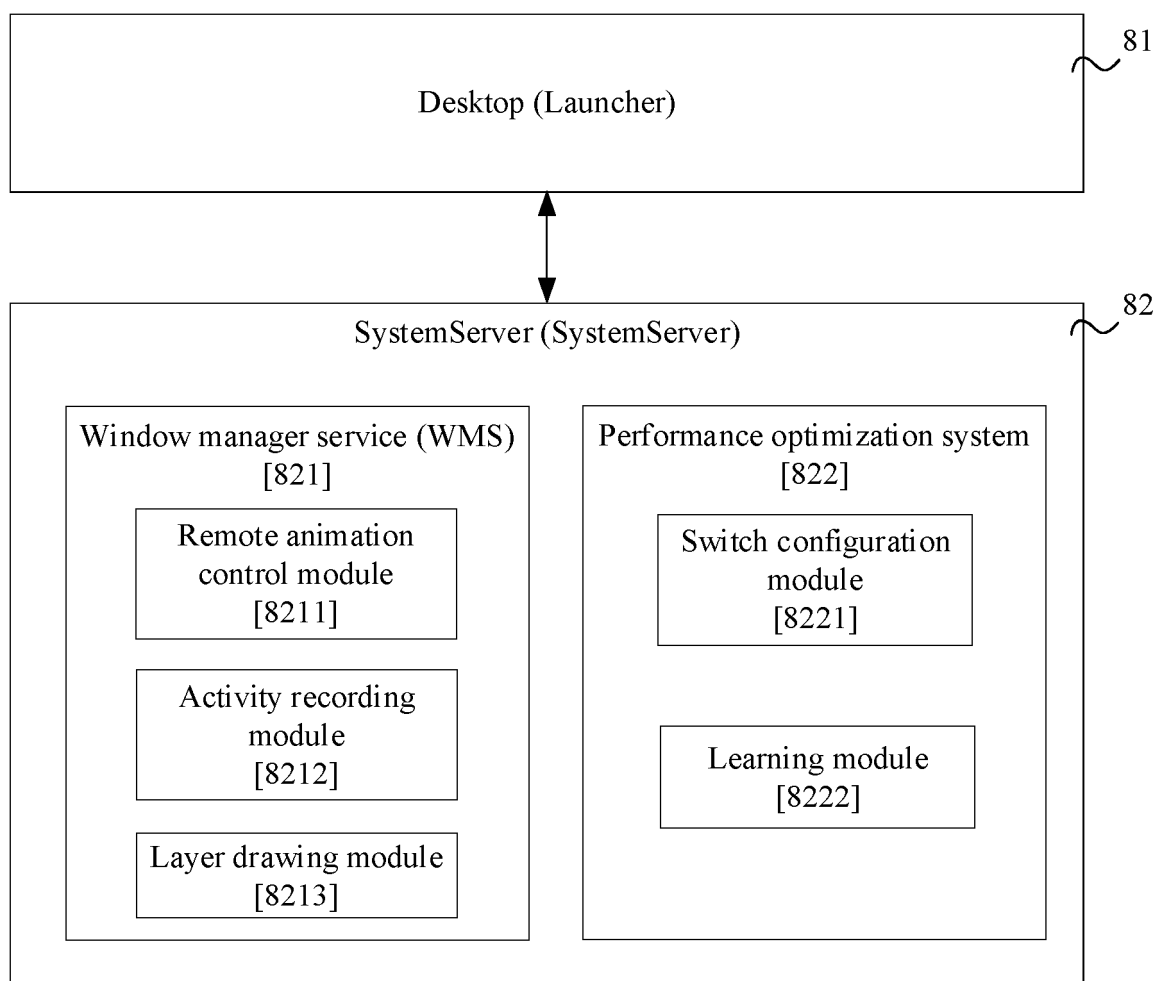 81
Desktop (Launcher)
82
SystemServer (SystemServer)
Window manager service (WMS)
[821]
Remote animation
control module
[8211]
Activity recording
module
[8212]
Layer drawing module
[8213]
Performance optimization system
[822]
Switch configuration
module
[8221]
Learning module
[8222]